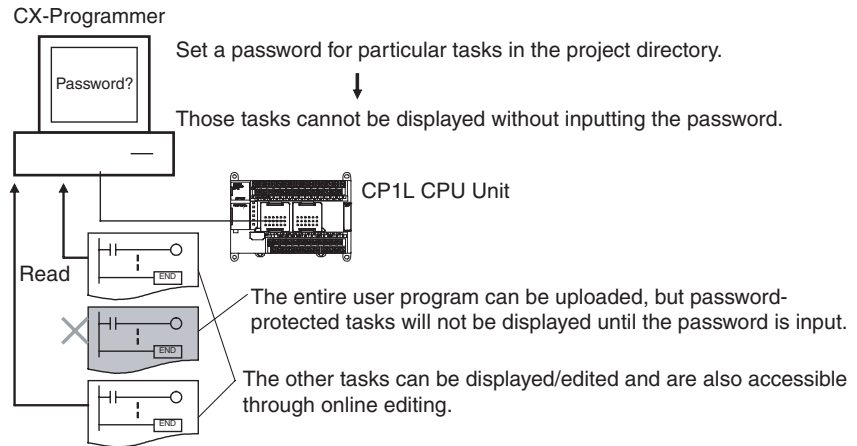 CX-Programmer
Set a password for particular tasks in the project directory.
Password?
Those tasks cannot be displayed without inputting the password.
CP1L CPU Unit
Read
END
The entire user program can be uploaded, but password-
protected tasks will not be displayed until the password is input.
END
The other tasks can be displayed/edited and are also accessible
through online editing.
END